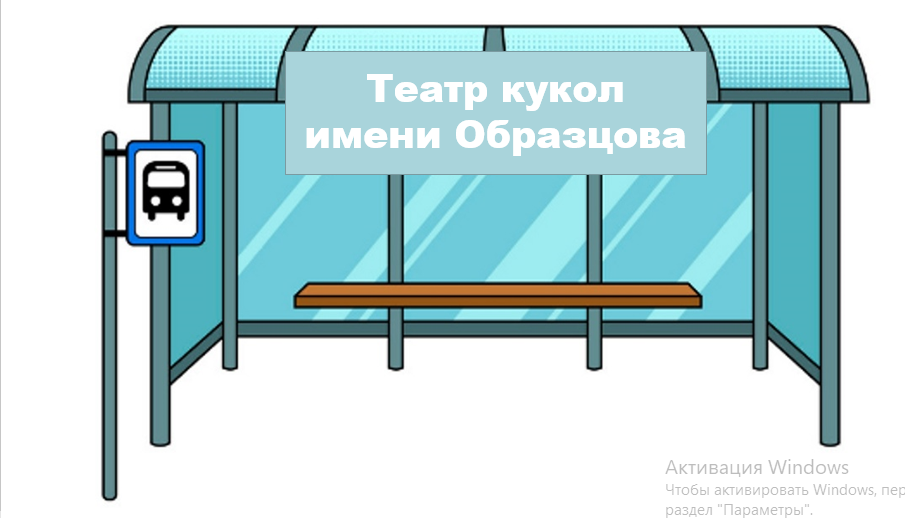 Театр кукол
имени Образцова
Активация Windows
Чтобы активировать Windows, пер
раздел "Параметры".